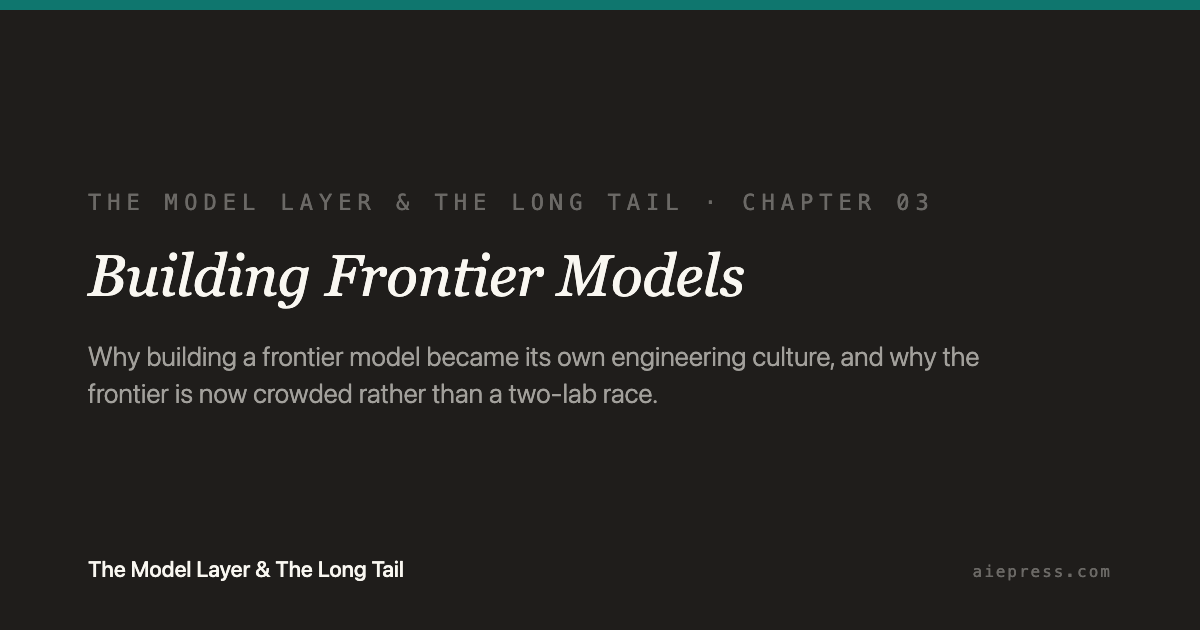 THE MODEL LAYER & THE LONG TAIL · CHAPTER 03
Building Frontier Models
Why building a frontier model became its own engineering culture, and why the
frontier is now crowded rather than a two-lab race.
The Model Layer & The Long Tail
aiepress.com